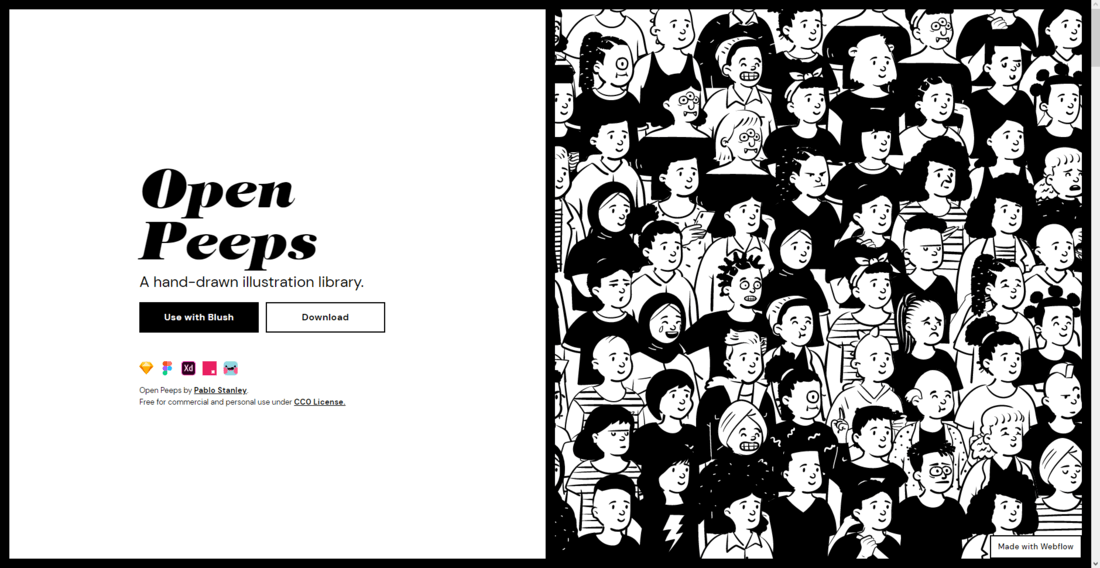 Open
Peeps
A hand-drawn illustration library.
Use with Blush
Download
Xd
Open Peeps by Pablo Stanley.
Free for commercial and personal use under CC0 License.
Made with Webflow